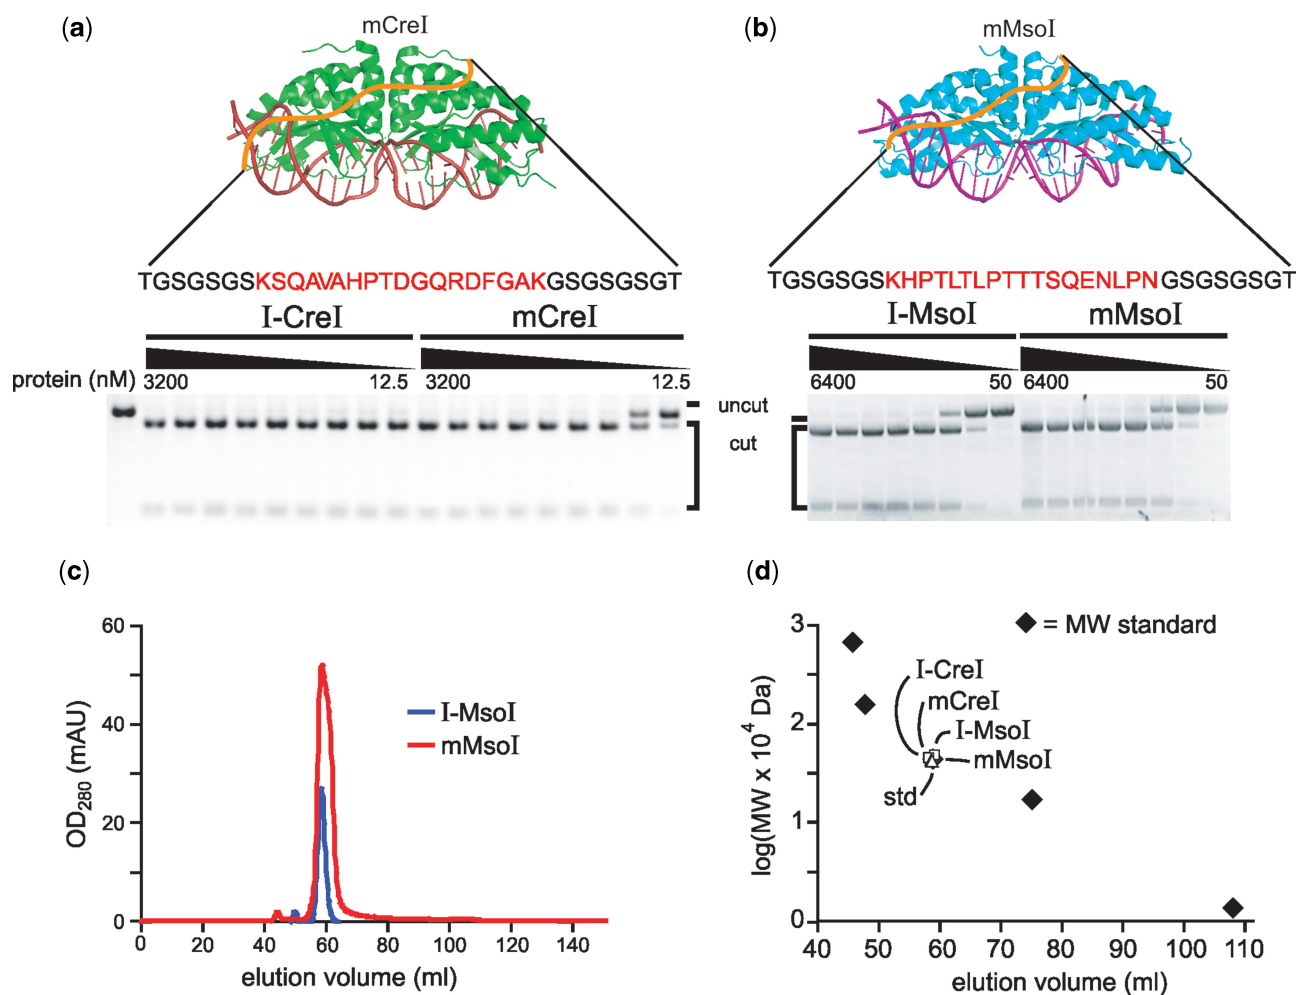 (a)
mCreI
TGSGSGSKSQAVAHPTDGQRDFGAKGSGSGSGT
I-CreI
mCreI
protein (nM)
3200
12.5
3200
12.5
(b)
mMsoI
TGSGSGSKHPTLTLPTTTSQENLPNGSGSGSGT
I-MsoI
mMsoI
6400
50
6400
50
uncut
cut
(c)
60
40
20
0
OD280 (mAU)
I-MsoI
mMsoI
0 20 40 60 80 100 120 140
elution volume (ml)
(d)
3
2
1
0
log(MW x 10⁴ Da)
= MW standard
I-CreI
mCreI
I-MsoI
mMsoI
std
40 50 60 70 80 90 100 110
elution volume (ml)